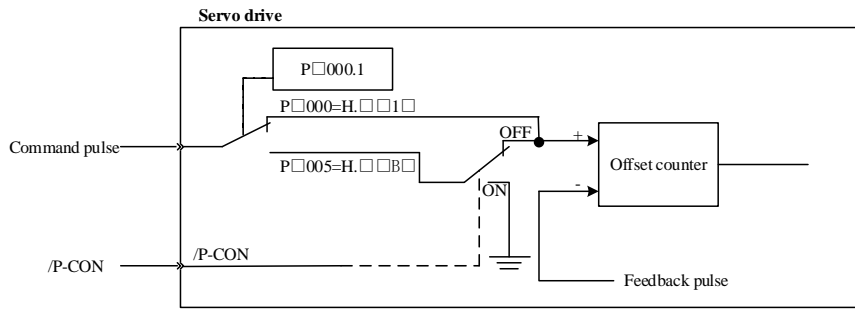 Servo drive
P□000.1
P□000=H.□□1□
OFF
+
Command pulse
Offset counter
P□005=H.□□B□
-
ON
/P-CON
/P-CON
Feedback pulse